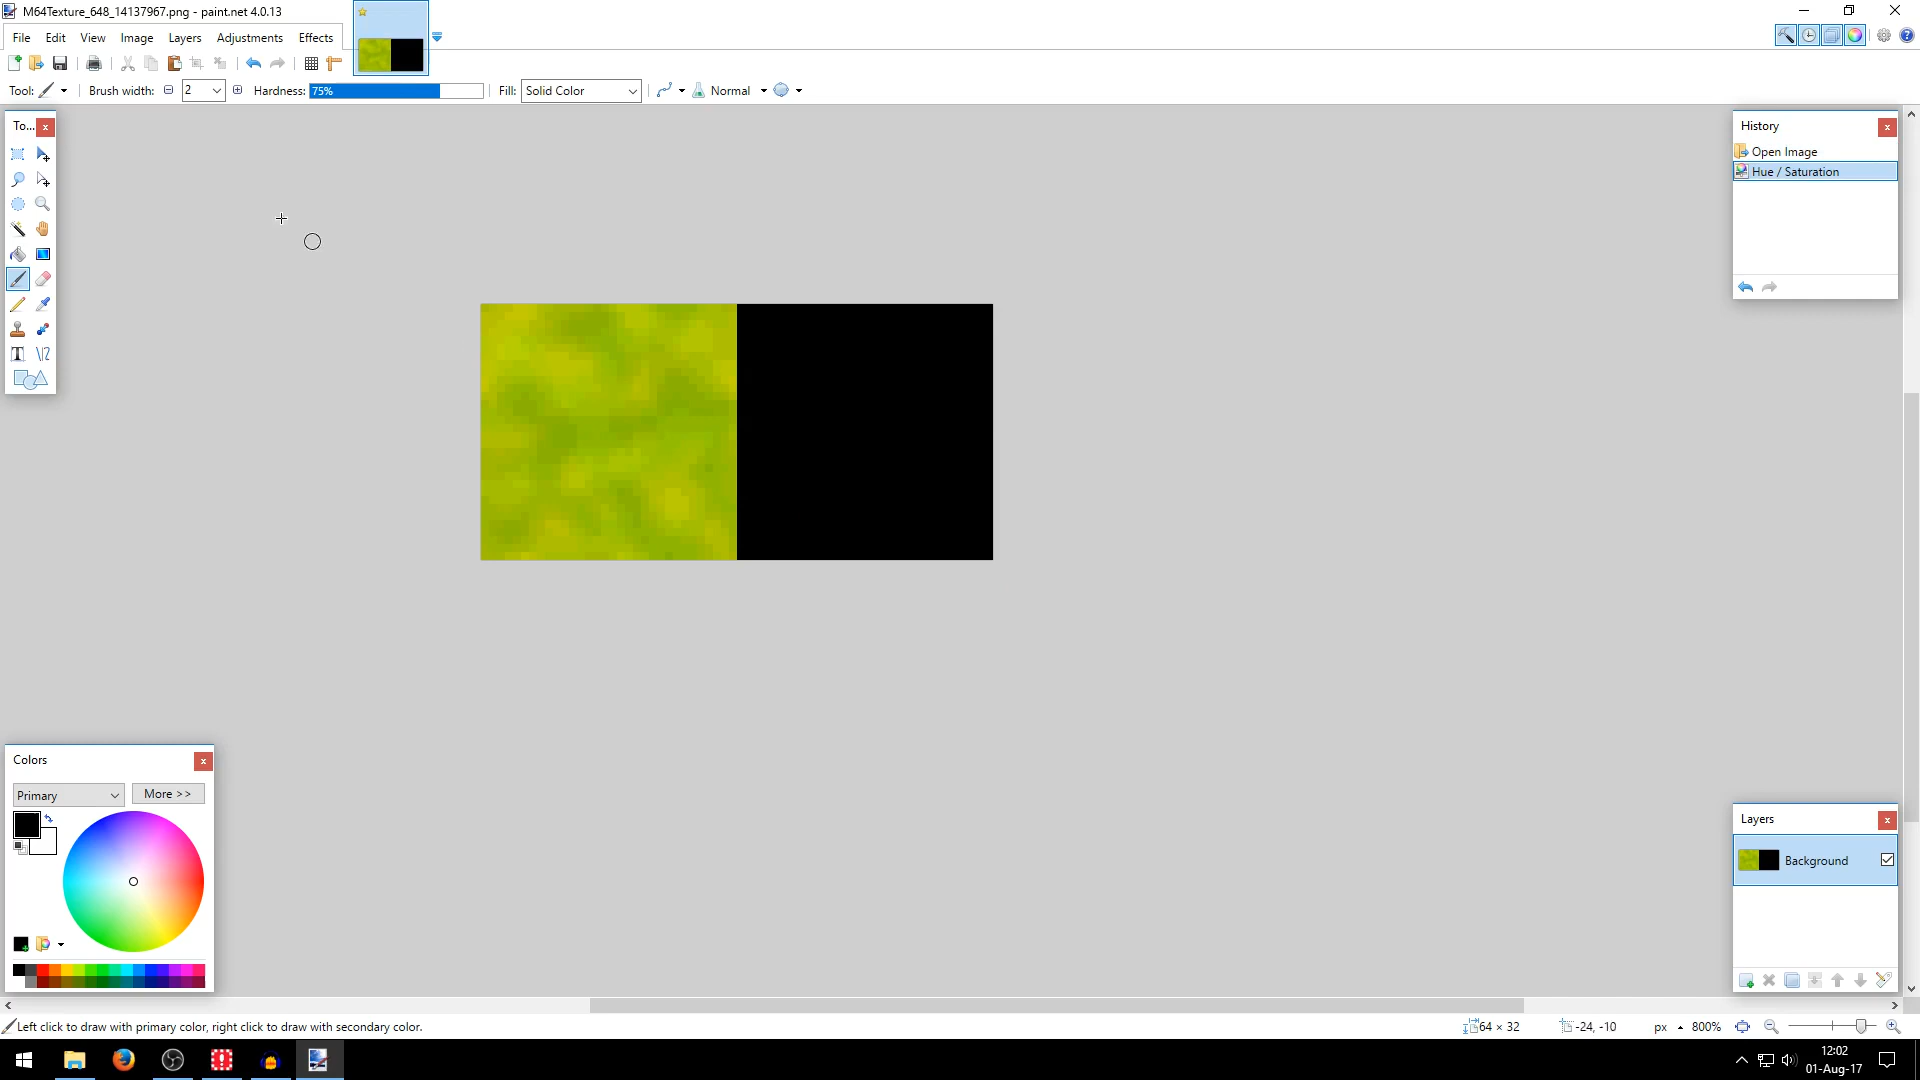 M64Texture_648_14137967.png - paint.net 4.0.13
File Edit View Image Layers Adjustments Effects
Tool: Brush width: 2 Hardness: 75% Fill: Solid Color Normal
To...
History
Open Image
Hue / Saturation
Colors
Primary More >>
Layers
Background
Left click to draw with primary color, right click to draw with secondary color.
64 × 32 -24, -10 px 800%
12:02
01-Aug-17